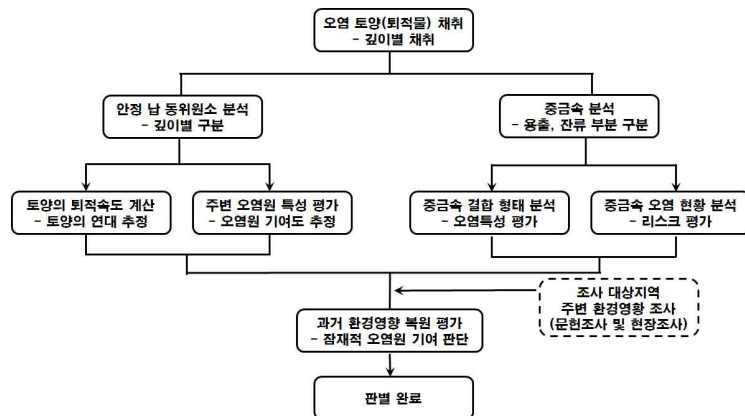 오염 토양(퇴적물) 채취
- 깊이별 채취
안정 납 동위원소 분석
- 깊이별 구분
중금속 분석
- 용출, 잔류 부분 구분
토양의 퇴적속도 계산
- 토양의 연대 추정
주변 오염원 특성 평가
- 오염원 기여도 추정
중금속 결합 형태 분석
- 오염특성 평가
중금속 오염 현황 분석
- 리스크 평가
조사 대상지역
주변 환경영황 조사
(문헌조사 및 현장조사)
과거 환경영향 복원 평가
- 잠재적 오염원 기여 판단
판별 완료